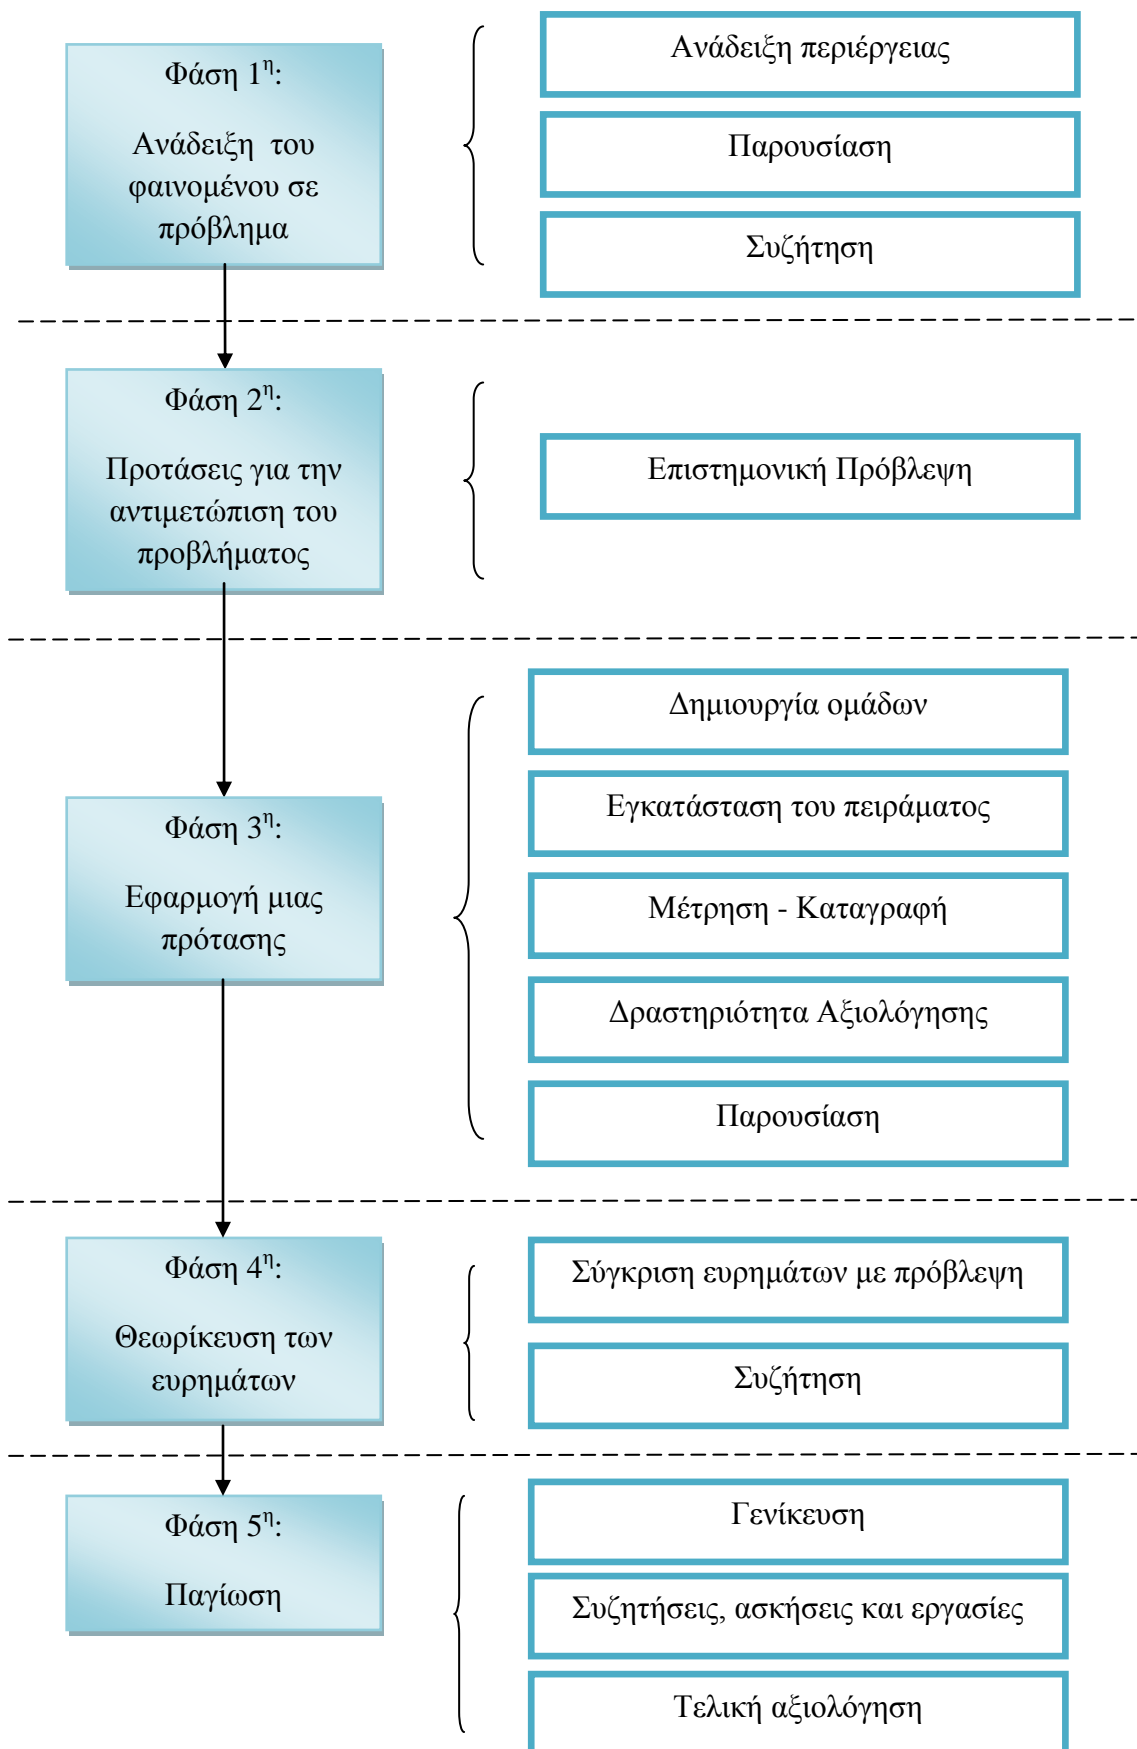 Φάση 1η:
Ανάδειξη του
φαινομένου σε
πρόβλημα
Ανάδειξη περιέργειας
Παρουσίαση
Συζήτηση
Φάση 2η:
Προτάσεις για την
αντιμετώπιση του
προβλήματος
Επιστημονική Πρόβλεψη
Φάση 3η:
Εφαρμογή μιας
πρότασης
Δημιουργία ομάδων
Εγκατάσταση του πειράματος
Μέτρηση - Καταγραφή
Δραστηριότητα Αξιολόγησης
Παρουσίαση
Φάση 4η:
Θεωρίκευση των
ευρημάτων
Σύγκριση ευρημάτων με πρόβλεψη
Συζήτηση
Φάση 5η:
Παγίωση
Γενίκευση
Συζητήσεις, ασκήσεις και εργασίες
Τελική αξιολόγηση